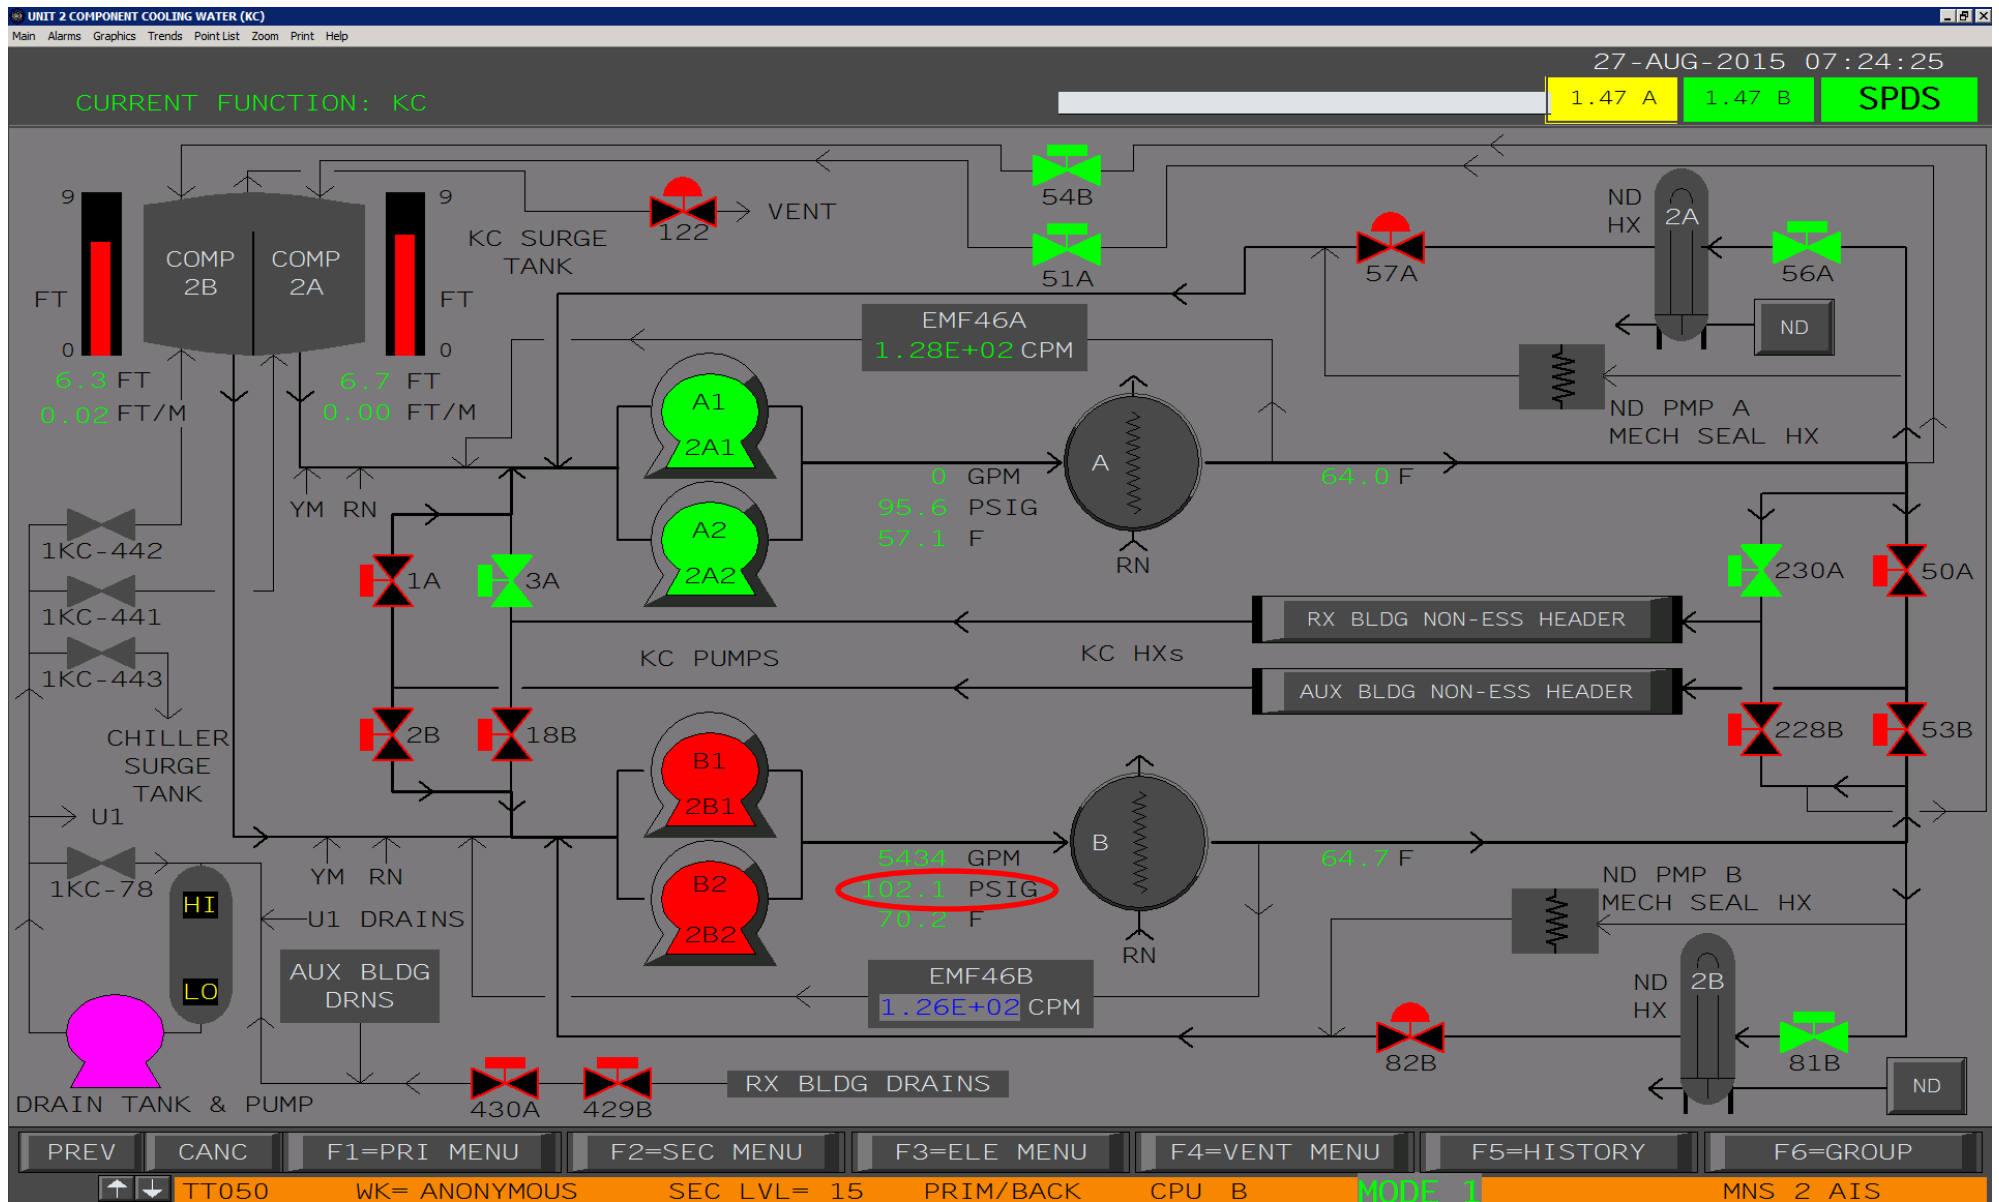 UNIT 2 COMPONENT COOLING WATER (KC)
Main Alarms Graphics Trends Point List Zoom Print Help
27-AUG-2015 07:24:25
CURRENT FUNCTION: KC
1.47 A
1.47 B
SPDS
9
COMP
2B
COMP
2A
9
FT
FT
0
0
6.3 FT
0.02 FT/M
6.7 FT
0.00 FT/M
KC SURGE
TANK
122
VENT
54B
51A
57A
ND
HX
2A
56A
ND
EMF46A
1.28E+02 CPM
ND PMP A
MECH SEAL HX
A1
2A1
A2
2A2
0 GPM
95.6 PSIG
57.1 F
A
RN
64.0 F
YM RN
1KC-442
1KC-441
1KC-443
1A
3A
230A
50A
RX BLDG NON-ESS HEADER
KC PUMPS
KC HXs
AUX BLDG NON-ESS HEADER
2B
18B
228B
53B
CHILLER
SURGE
TANK
U1
1KC-78
YM RN
B1
2B1
B2
2B2
5434 GPM
102.1 PSIG
70.2 F
B
RN
64.7 F
ND PMP B
MECH SEAL HX
HI
LO
U1 DRAINS
AUX BLDG
DRNS
EMF46B
1.26E+02 CPM
ND
HX
2B
82B
81B
ND
DRAIN TANK & PUMP
430A
429B
RX BLDG DRAINS
PREV CANC F1=PRI MENU F2=SEC MENU F3=ELE MENU F4=VENT MENU F5=HISTORY F6=GROUP
TT050 WK= ANONYMOUS SEC LVL= 15 PRIM/BACK CPU B MODE 1 MNS 2 AIS